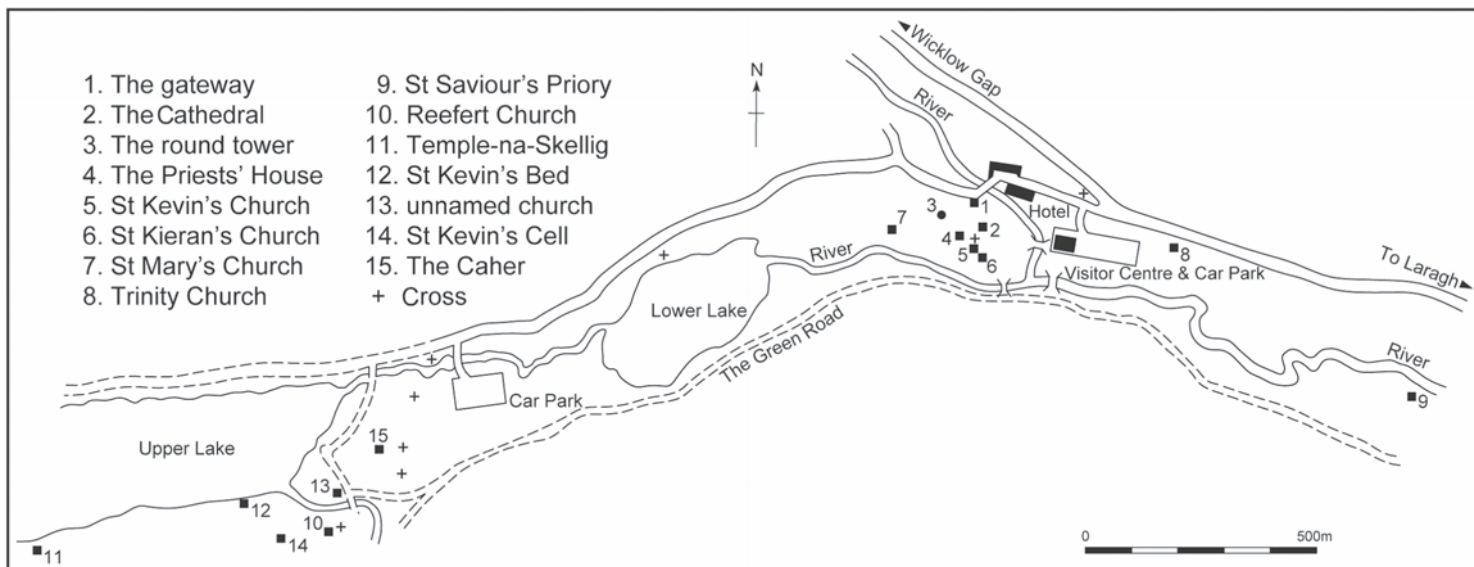 1. The gateway
2. The Cathedral
3. The round tower
4. The Priests' House
5. St Kevin's Church
6. St Kieran's Church
7. St Mary's Church
8. Trinity Church
9. St Saviour's Priory
10. Reefert Church
11. Temple-na-Skellig
12. St Kevin's Bed
13. unnamed church
14. St Kevin's Cell
15. The Caher
+ Cross
N
Wicklow Gap
River
Hotel
1
2
3
4
5
6
7
8
Visitor Centre & Car Park
To Laragh
River
Lower Lake
The Green Road
River
9
Car Park
Upper Lake
15
13
12
10
14
11
0
500m